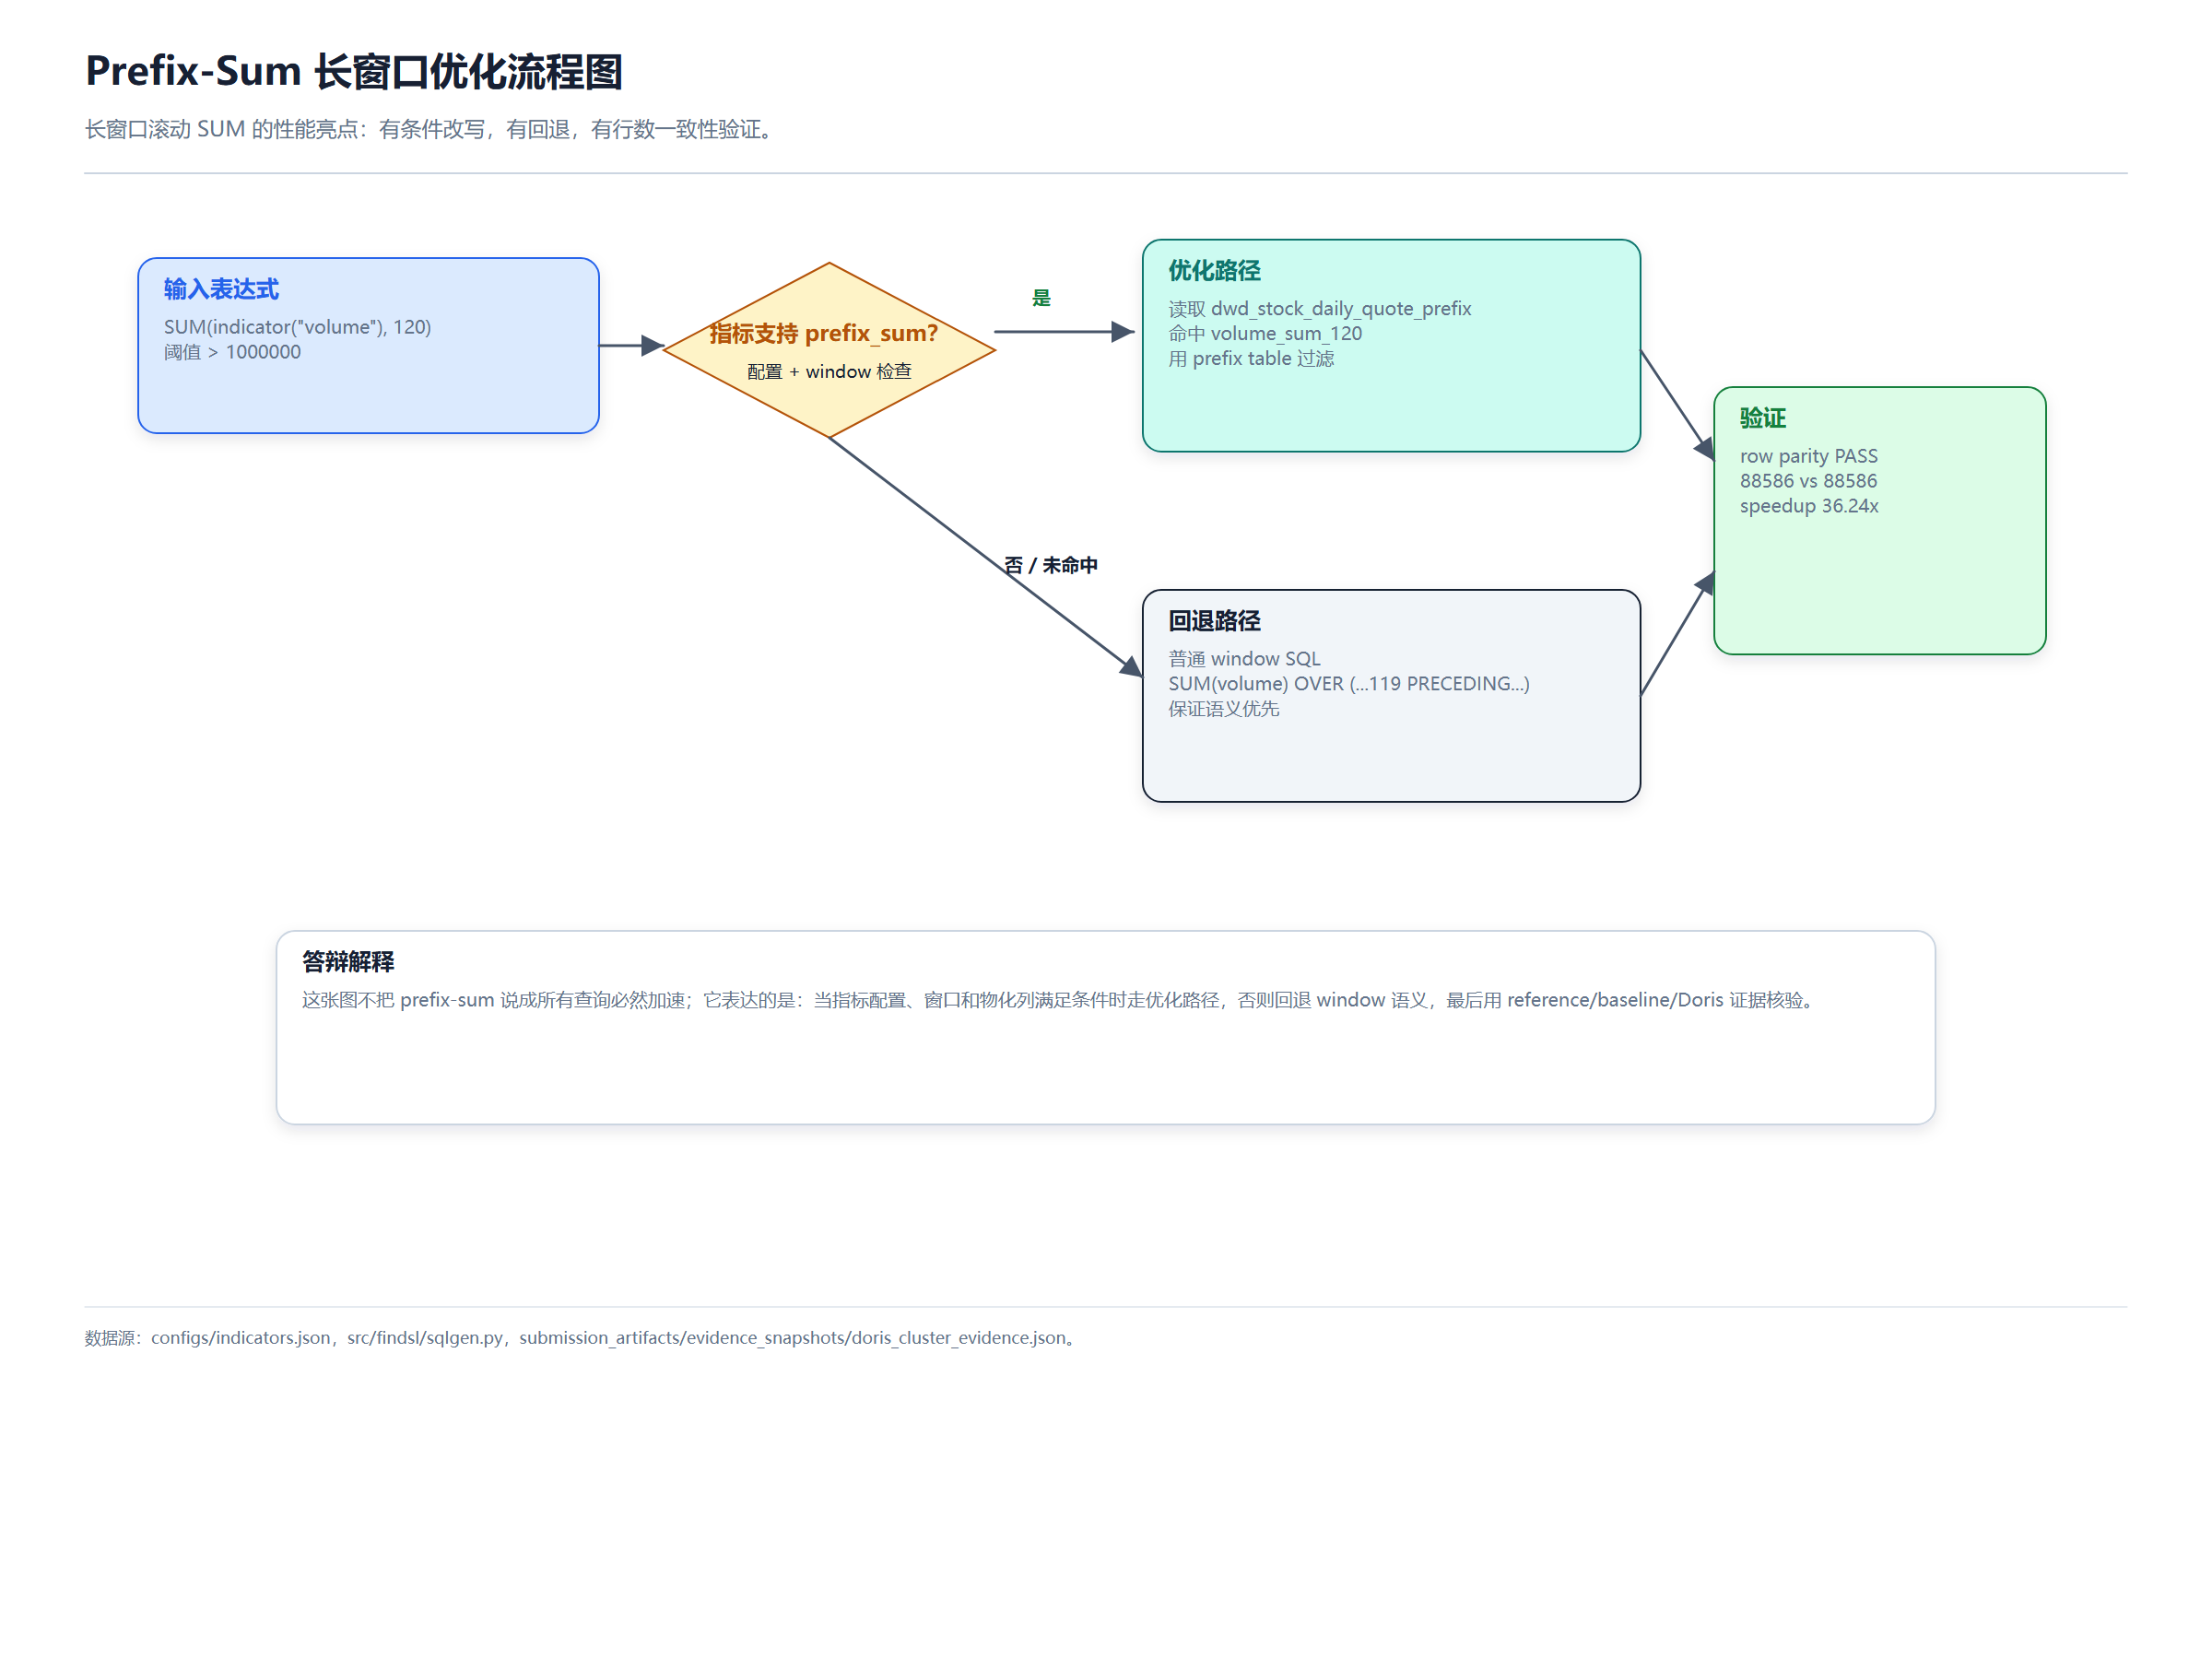 Prefix-Sum 长窗口优化流程图
长窗口滚动 SUM 的性能亮点：有条件改写，有回退，有行数一致性验证。
输入表达式
SUM(indicator("volume"), 120)
阈值 > 1000000
指标支持 prefix_sum?
配置 + window 检查
是
优化路径
读取 dwd_stock_daily_quote_prefix
命中 volume_sum_120
用 prefix table 过滤
验证
row parity PASS
88586 vs 88586
speedup 36.24x
否 / 未命中
回退路径
普通 window SQL
SUM(volume) OVER (...119 PRECEDING...)
保证语义优先
答辩解释
这张图不把 prefix-sum 说成所有查询必然加速；它表达的是：当指标配置、窗口和物化列满足条件时走优化路径，否则回退 window 语义，最后用 reference/baseline/Doris 证据核验。
数据源：configs/indicators.json，src/findsl/sqlgen.py，submission_artifacts/evidence_snapshots/doris_cluster_evidence.json。